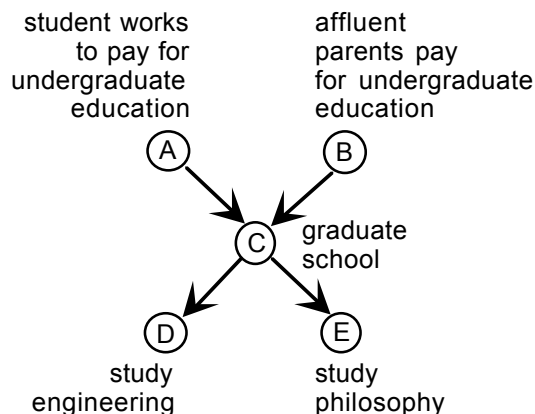 student works
to pay for
undergraduate
education
affluent
parents pay
for undergraduate
education
A
B
C
graduate
school
D
E
study
engineering
study
philosophy